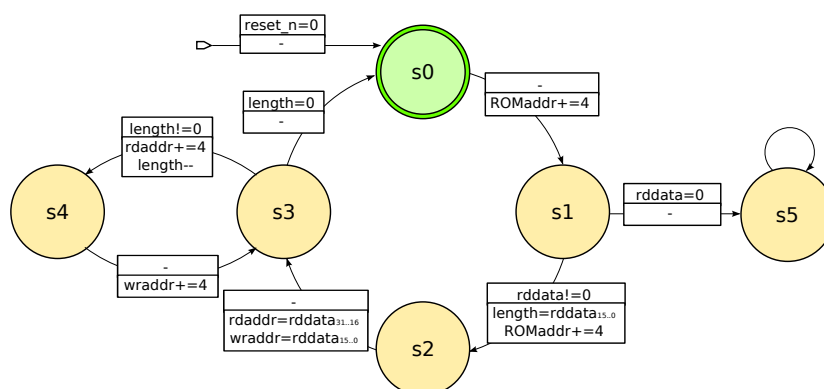 reset_n=0
-
s0
-
ROMaddr+=4
length=0
-
length!=0
rdaddr+=4
length--
s4
s3
s1
rddata=0
-
s5
-
wraddr+=4
-
rdaddr=rddata31..16
wraddr=rddata15..0
rddata!=0
length=rddata15..0
ROMaddr+=4
s2